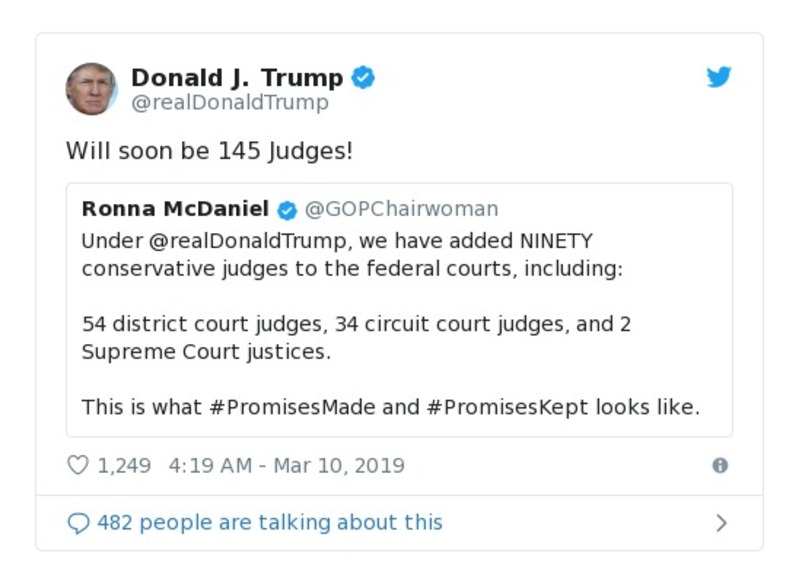 Donald J. Trump
@realDonaldTrump
Will soon be 145 Judges!
Ronna McDaniel @GOPChairwoman
Under @realDonaldTrump, we have added NINETY
conservative judges to the federal courts, including:
54 district court judges, 34 circuit court judges, and 2
Supreme Court justices.
This is what #PromisesMade and #PromisesKept looks like.
1,249 4:19 AM - Mar 10, 2019
482 people are talking about this